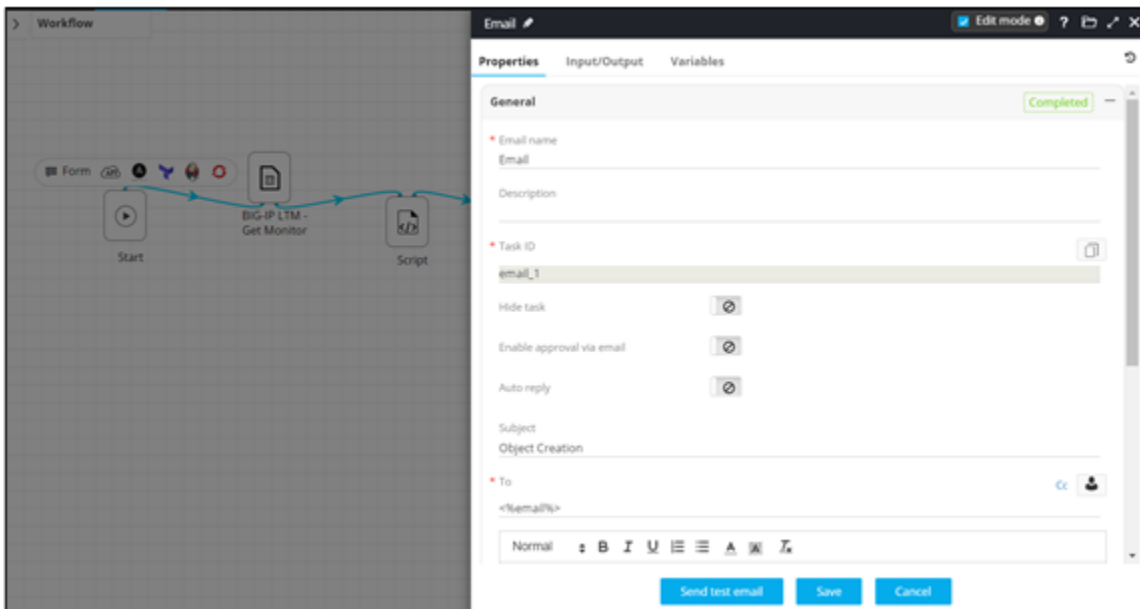 Workflow
Email
Edit mode
Properties
Input/Output
Variables
General
Completed
* Email name
Email
Description
* Task ID
email_1
Hide task
Enable approval via email
Auto reply
Subject
Object Creation
* To
Cc
<%email%>
Normal
B I U
Send test email
Save
Cancel
Form
API
BIG-IP LTM -
Get Monitor
Start
Script